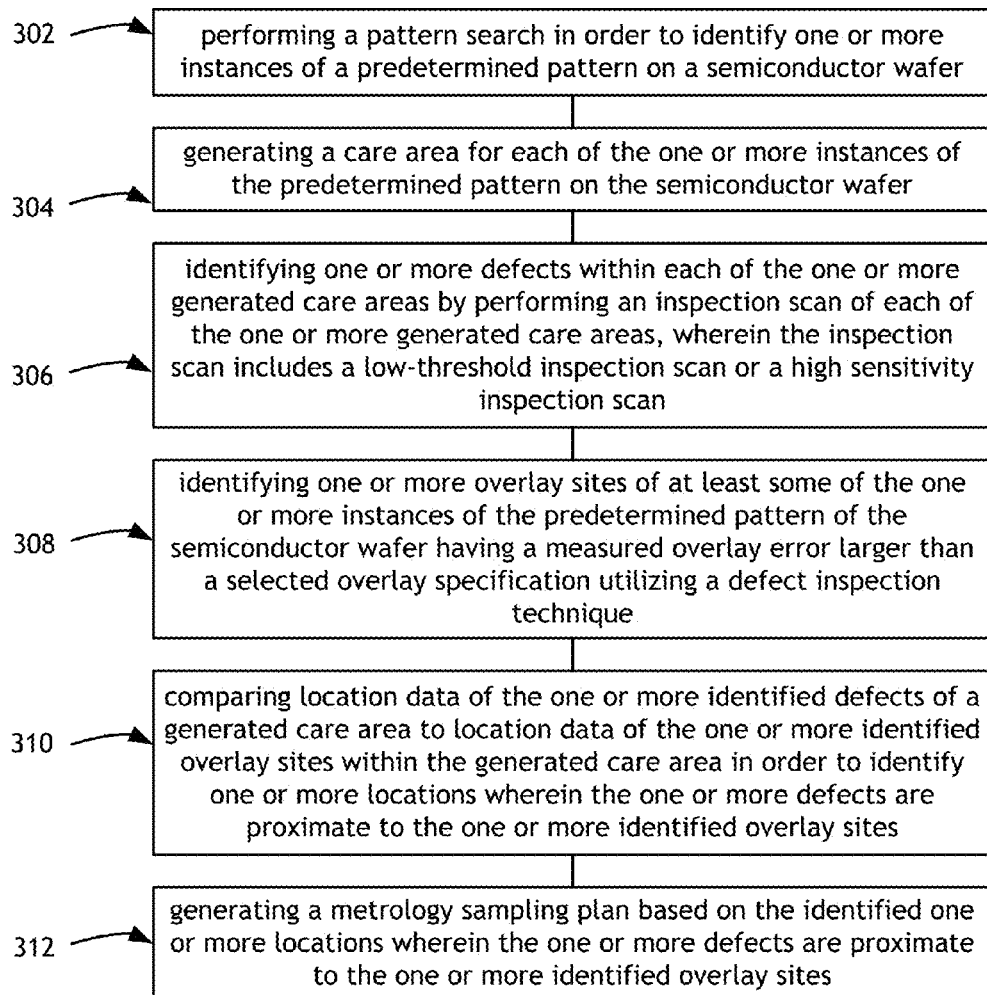 302
performing a pattern search in order to identify one or more
instances of a predetermined pattern on a semiconductor wafer
304
generating a care area for each of the one or more instances of
the predetermined pattern on the semiconductor wafer
306
identifying one or more defects within each of the one or more
generated care areas by performing an inspection scan of each of
the one or more generated care areas, wherein the inspection
scan includes a low-threshold inspection scan or a high sensitivity
inspection scan
308
identifying one or more overlay sites of at least some of the one
or more instances of the predetermined pattern of the
semiconductor wafer having a measured overlay error larger than
a selected overlay specification utilizing a defect inspection
technique
310
comparing location data of the one or more identified defects of a
generated care area to location data of the one or more identified
overlay sites within the generated care area in order to identify
one or more locations wherein the one or more defects are
proximate to the one or more identified overlay sites
312
generating a metrology sampling plan based on the identified one
or more locations wherein the one or more defects are proximate
to the one or more identified overlay sites